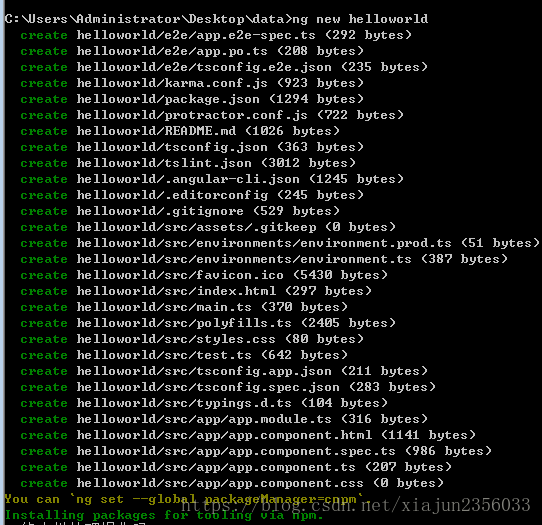 C:\Users\Administrator\Desktop\data>ng new helloworld
create helloworld/e2e/app.e2e-spec.ts (292 bytes)
create helloworld/e2e/app.po.ts (208 bytes)
create helloworld/e2e/tsconfig.e2e.json (235 bytes)
create helloworld/karma.conf.js (923 bytes)
create helloworld/package.json (1294 bytes)
create helloworld/protractor.conf.js (722 bytes)
create helloworld/README.md (1026 bytes)
create helloworld/tsconfig.json (363 bytes)
create helloworld/tslint.json (3012 bytes)
create helloworld/.angular-cli.json (1245 bytes)
create helloworld/.editorconfig (245 bytes)
create helloworld/.gitignore (529 bytes)
create helloworld/src/assets/.gitkeep (0 bytes)
create helloworld/src/environments/environment.prod.ts (51 bytes)
create helloworld/src/environments/environment.ts (387 bytes)
create helloworld/src/favicon.ico (5430 bytes)
create helloworld/src/index.html (297 bytes)
create helloworld/src/main.ts (370 bytes)
create helloworld/src/polyfills.ts (2405 bytes)
create helloworld/src/styles.css (80 bytes)
create helloworld/src/test.ts (642 bytes)
create helloworld/src/tsconfig.app.json (211 bytes)
create helloworld/src/tsconfig.spec.json (283 bytes)
create helloworld/src/typings.d.ts (104 bytes)
create helloworld/src/app/app.module.ts (316 bytes)
create helloworld/src/app/app.component.html (1141 bytes)
create helloworld/src/app/app.component.spec.ts (986 bytes)
create helloworld/src/app/app.component.ts (207 bytes)
create helloworld/src/app/app.component.css (0 bytes)
You can `ng set --global packageManager=cnpm`.
https://blog.csdn.net/xiajun2356033
Installing packages for tooling via npm.